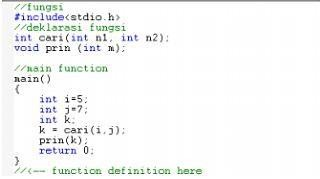 //fungsi
#include<stdio.h>
//deklarasi fungsi
int cari(int n1, int n2);
void prin (int m);
//main function
main()
{
int i=5;
int j=7;
int k;
k = cari(i,j);
prin(k);
return 0;
}
//<-- function definition here